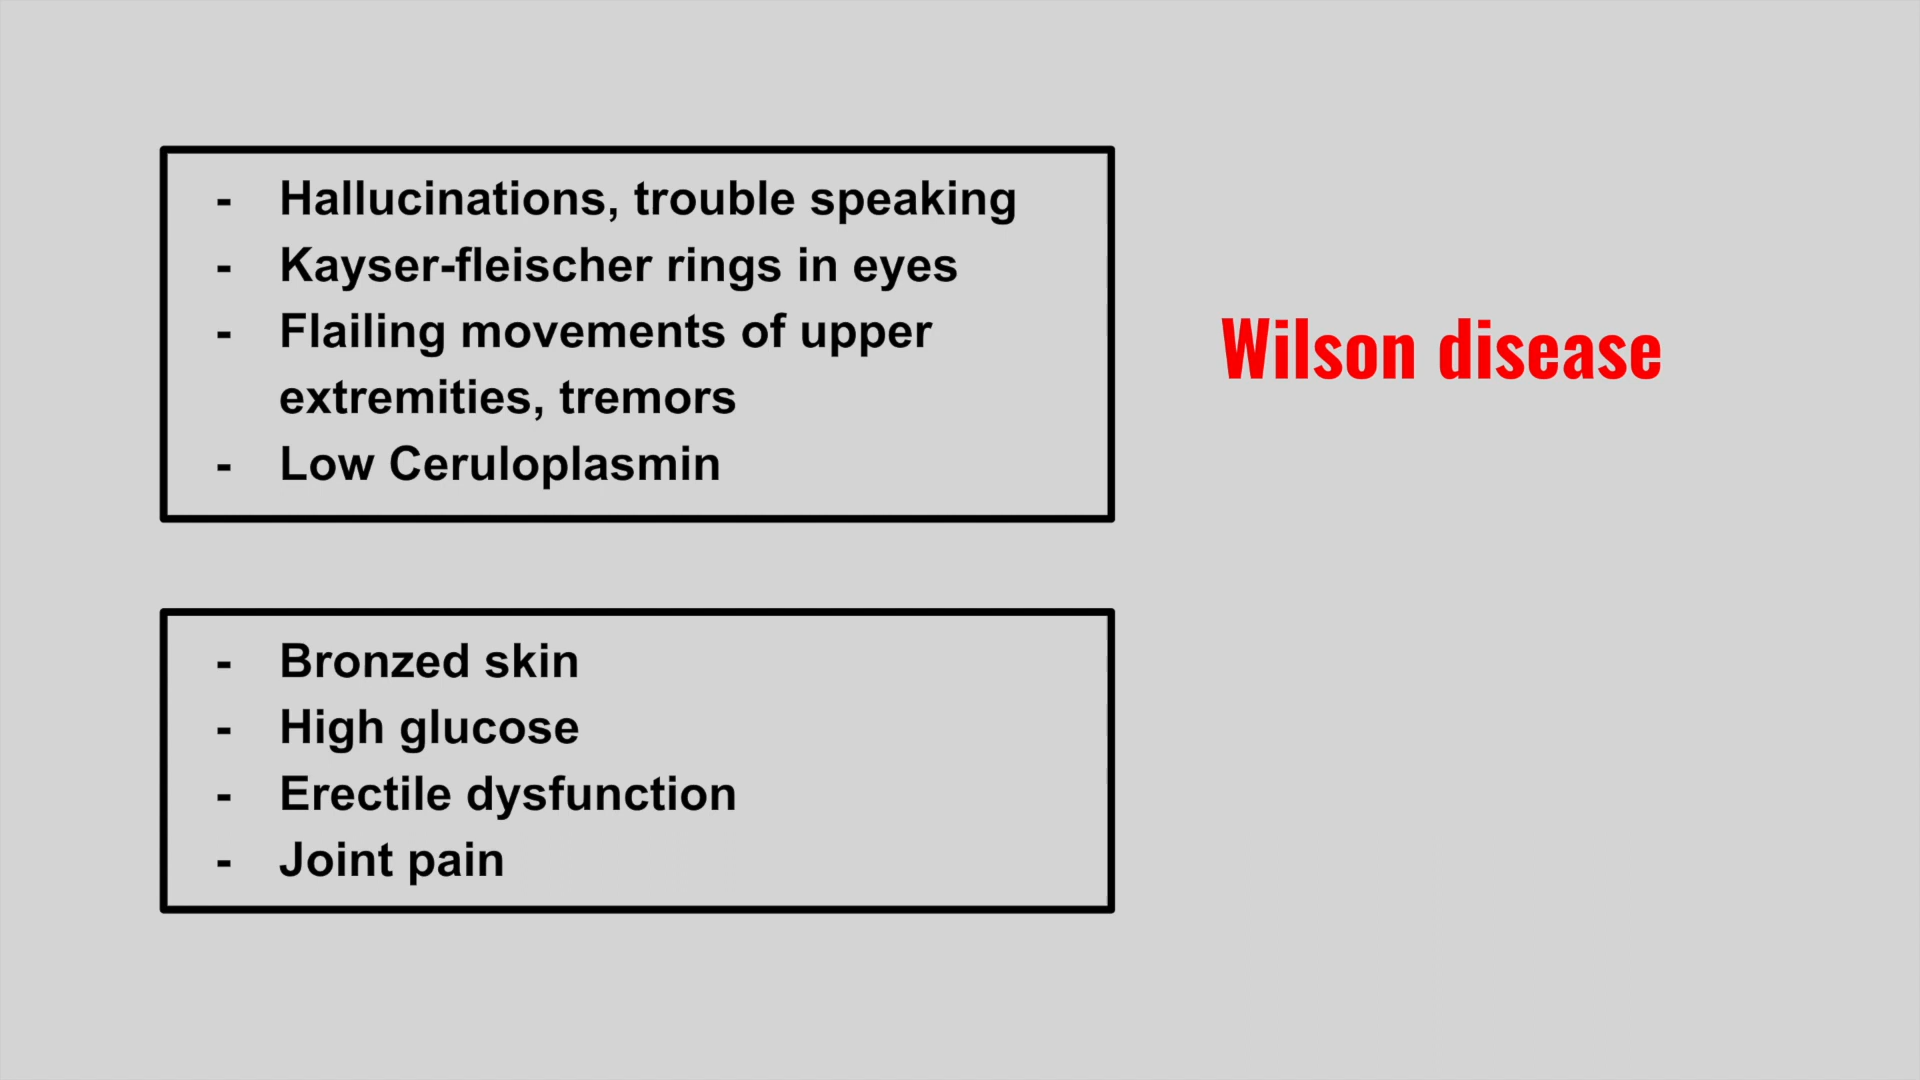 - Hallucinations, trouble speaking
- Kayser-fleischer rings in eyes
- Flailing movements of upper
extremities, tremors
- Low Ceruloplasmin
Wilson disease
- Bronzed skin
- High glucose
- Erectile dysfunction
- Joint pain